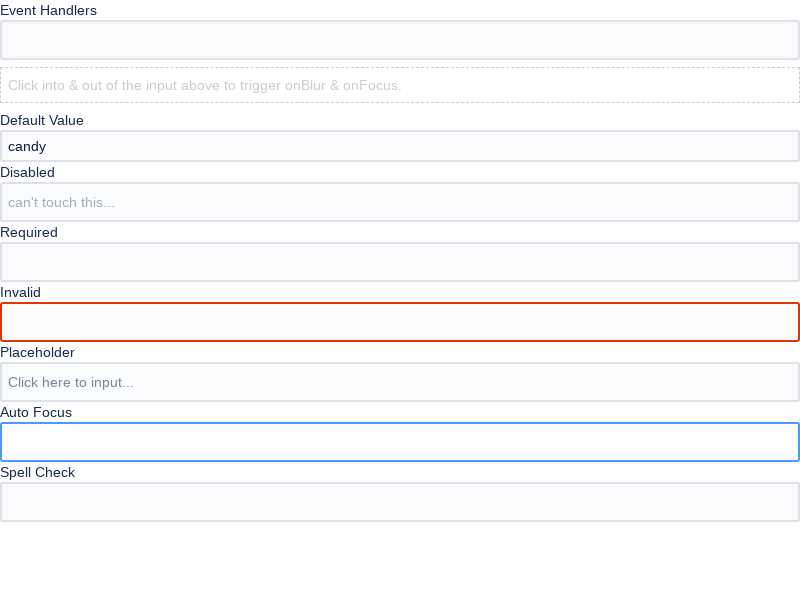 Event Handlers
Click into & out of the input above to trigger onBlur & onFocus.
Default Value
candy
Disabled
can't touch this...
Required
Invalid
Placeholder
Click here to input...
Auto Focus
Spell Check